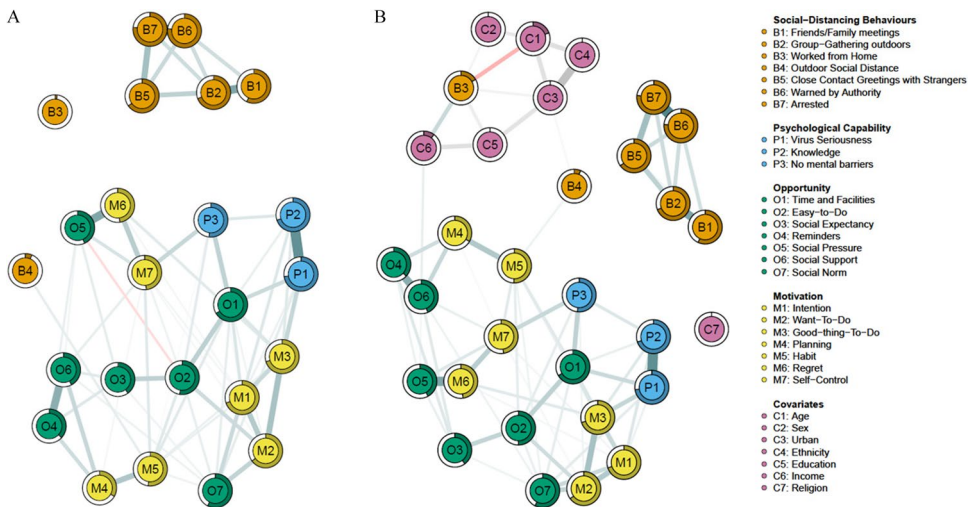 A
B7
B6
B5
B2
B1
B3
M6
O5
P3
P2
M7
P1
B4
O1
M3
O6
O3
O2
M1
O4
M2
M5
M4
O7
B
C2
C1
C4
B3
C3
C6
C5
B7
B6
B5
B4
B2
B1
M4
O4
M5
O6
P3
C7
M7
P2
O1
O5
M6
P1
M3
O2
O3
M1
O7
M2
Social-Distancing Behaviours
B1: Friends/Family meetings
B2: Group-Gathering outdoors
B3: Worked from Home
B4: Outdoor Social Distance
B5: Close Contact Greetings with Strangers
B6: Warned by Authority
B7: Arrested
Psychological Capability
P1: Virus Seriousness
P2: Knowledge
P3: No mental barriers
Opportunity
O1: Time and Facilities
O2: Easy-to-Do
O3: Social Expectancy
O4: Reminders
O5: Social Pressure
O6: Social Support
O7: Social Norm
Motivation
M1: Intention
M2: Want-To-Do
M3: Good-thing-To-Do
M4: Planning
M5: Habit
M6: Regret
M7: Self-Control
Covariates
C1: Age
C2: Sex
C3: Urban
C4: Ethnicity
C5: Education
C6: Income
C7: Religion